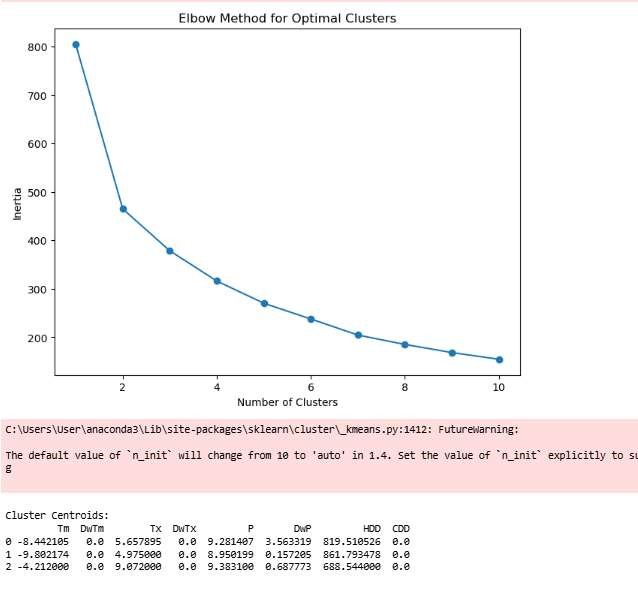 Elbow Method for Optimal Clusters
800
700
600
500
400
300
200
Inertia
2 4 6 8 10
Number of Clusters
C:\Users\User\anaconda3\Lib\site-packages\sklearn\cluster\_kmeans.py:1412: FutureWarning:
The default value of `n_init` will change from 10 to 'auto' in 1.4. Set the value of `n_init` explicitly to su
g
Cluster Centroids:
Tm DwTm Tx DwTx P DwP HDD CDD
0 -8.442105 0.0 5.657895 0.0 9.281407 3.563319 819.510526 0.0
1 -9.802174 0.0 4.975000 0.0 8.950199 0.157205 861.793478 0.0
2 -4.212000 0.0 9.072000 0.0 9.383100 0.687773 688.544000 0.0